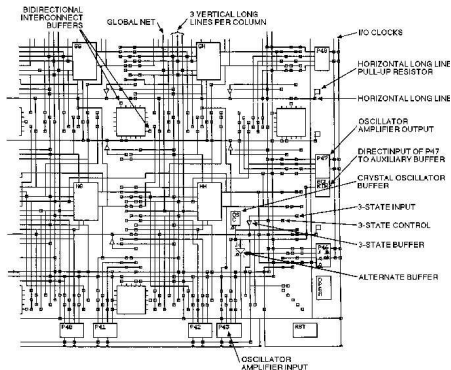 BIDIRECTIONAL
INTERCONNECT
BUFFERS
GLOBAL NET
3 VERTICAL LONG
LINES PER COLUMN
I/O CLOCKS
HORIZONTAL LONG LINE
PULL-UP RESISTOR
HORIZONTAL LONG LINE
OSCILLATOR
AMPLIFIER OUTPUT
DIRECT INPUT OF P47
TO AUXILIARY BUFFER
CRYSTAL OSCILLATOR
BUFFER
3-STATE INPUT
3-STATE CONTROL
3-STATE BUFFER
ALTERNATE BUFFER
OSCILLATOR
AMPLIFIER INPUT
GG
GH
P48
P47
HG
HH
P40
P41
P42
P43
RST